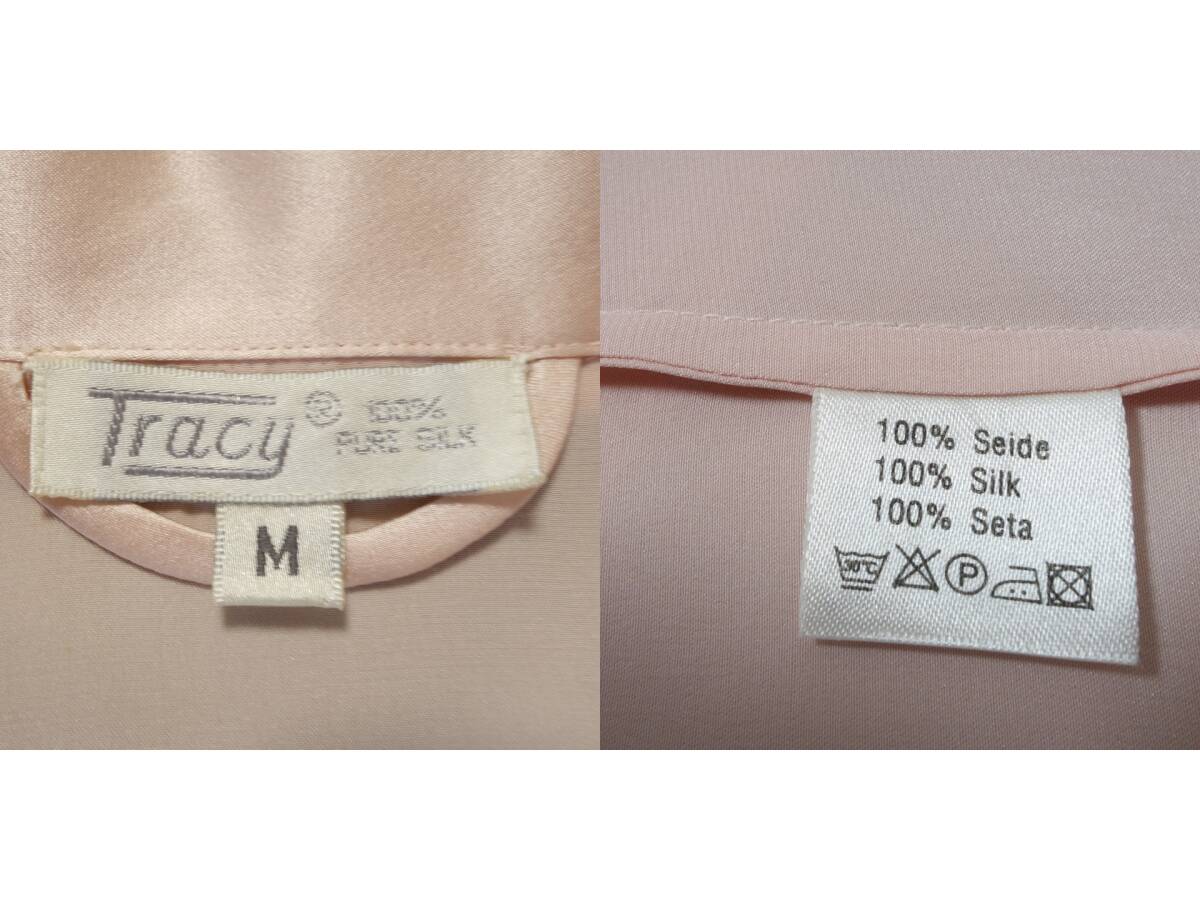 Tracy® 100%
PURE SILK
M
100% Seide
100% Silk
100% Seta
30°C P